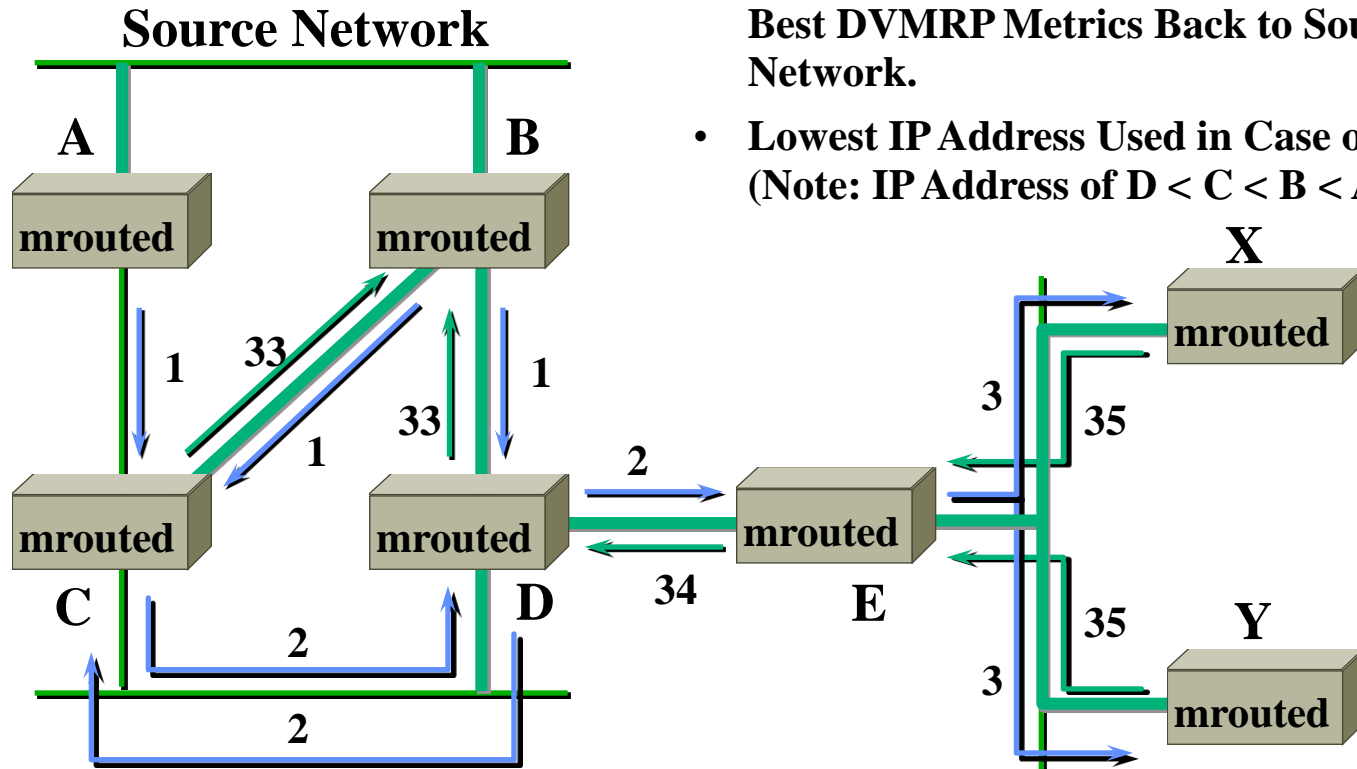 Source Network
Best DVMRP Metrics Back to
Network.
• Lowest IP Address Used in Case
(Note: IP Address of D < C < B <
A
B
mrouted
mrouted
X
mrouted
1
33
1
1
33
2
3
35
mrouted
mrouted
mrouted
C
D
34
E
2
35
Y
3
mrouted
2